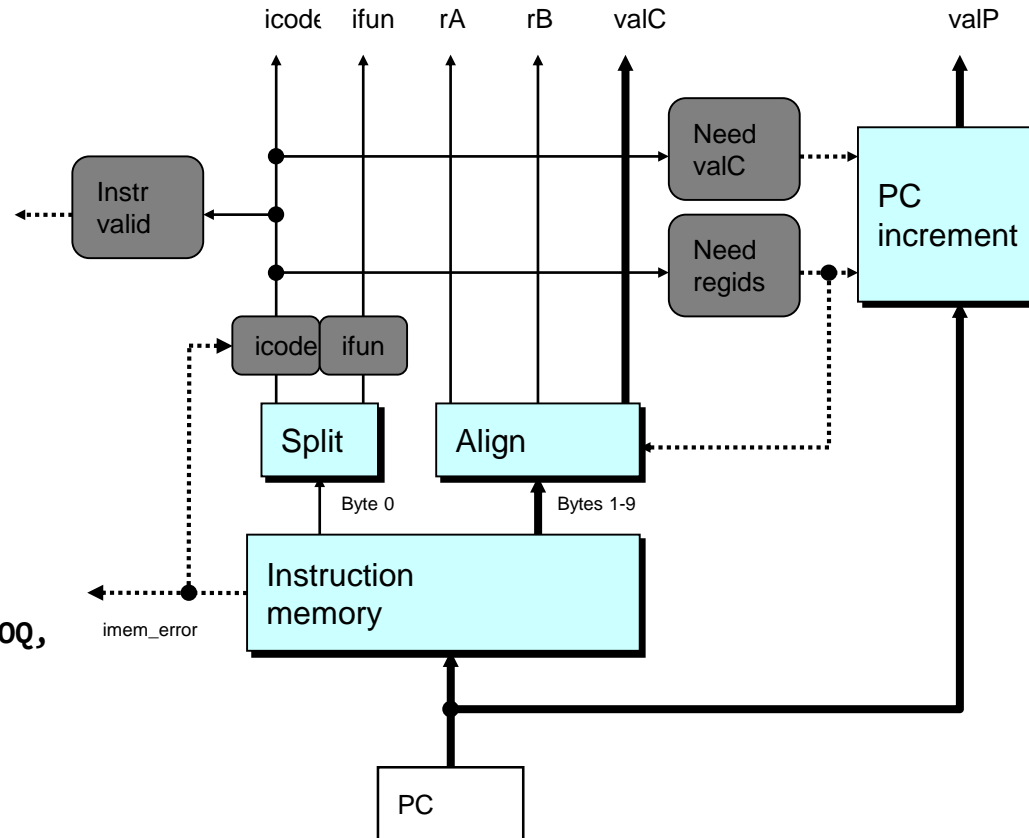 icode ifun rA rB valC valP
Need
valC
Instr
valid
PC
increment
Need
regids
icode ifun
Split
Align
Byte 0
Bytes 1-9
Instruction
memory
OQ,
imem_error
PC